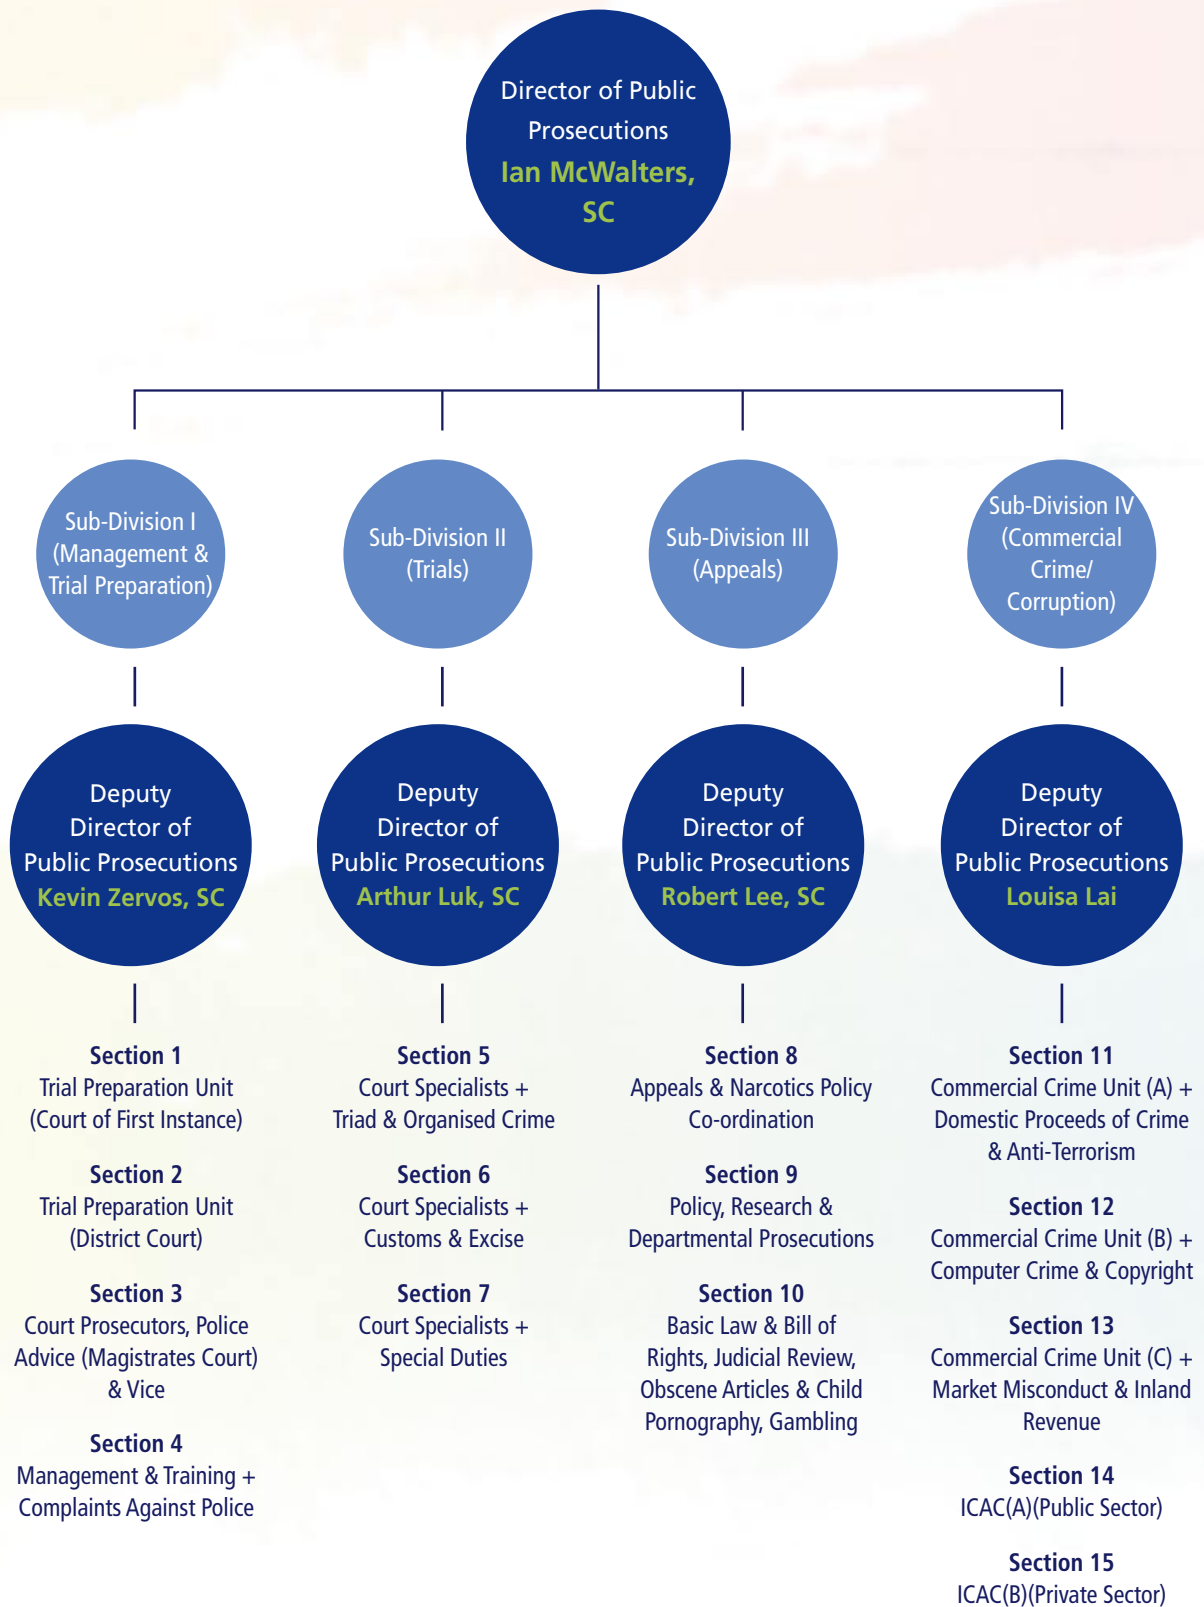 Director of Public
Prosecutions
Ian McWalters,
SC
Sub-Division I
(Management &
Trial Preparation)
Sub-Division II
(Trials)
Sub-Division III
(Appeals)
Sub-Division IV
(Commercial
Crime/
Corruption)
Deputy
Director of
Public Prosecutions
Kevin Zervos, SC
Deputy
Director of
Public Prosecutions
Arthur Luk, SC
Deputy
Director of
Public Prosecutions
Robert Lee, SC
Deputy
Director of
Public Prosecutions
Louisa Lai
Section 1
Trial Preparation Unit
(Court of First Instance)
Section 2
Trial Preparation Unit
(District Court)
Section 3
Court Prosecutors, Police
Advice (Magistrates Court)
& Vice
Section 4
Management & Training +
Complaints Against Police
Section 5
Court Specialists +
Triad & Organised Crime
Section 6
Court Specialists +
Customs & Excise
Section 7
Court Specialists +
Special Duties
Section 8
Appeals & Narcotics Policy
Co-ordination
Section 9
Policy, Research &
Departmental Prosecutions
Section 10
Basic Law & Bill of
Rights, Judicial Review,
Obscene Articles & Child
Pornography, Gambling
Section 11
Commercial Crime Unit (A) +
Domestic Proceeds of Crime
& Anti-Terrorism
Section 12
Commercial Crime Unit (B) +
Computer Crime & Copyright
Section 13
Commercial Crime Unit (C) +
Market Misconduct & Inland
Revenue
Section 14
ICAC(A)(Public Sector)
Section 15
ICAC(B)(Private Sector)